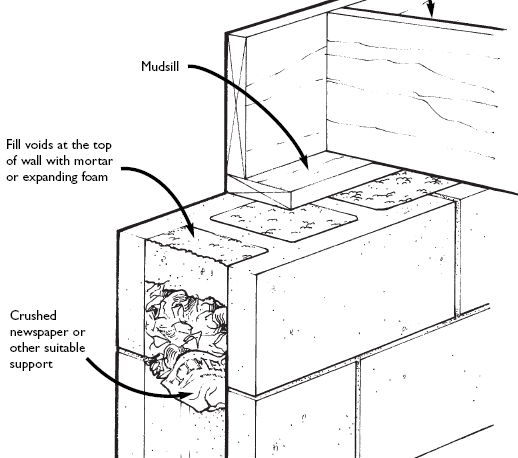 Mudsill
Fill voids at the top
of wall with mortar
or expanding foam
Crushed
newspaper or
other suitable
support